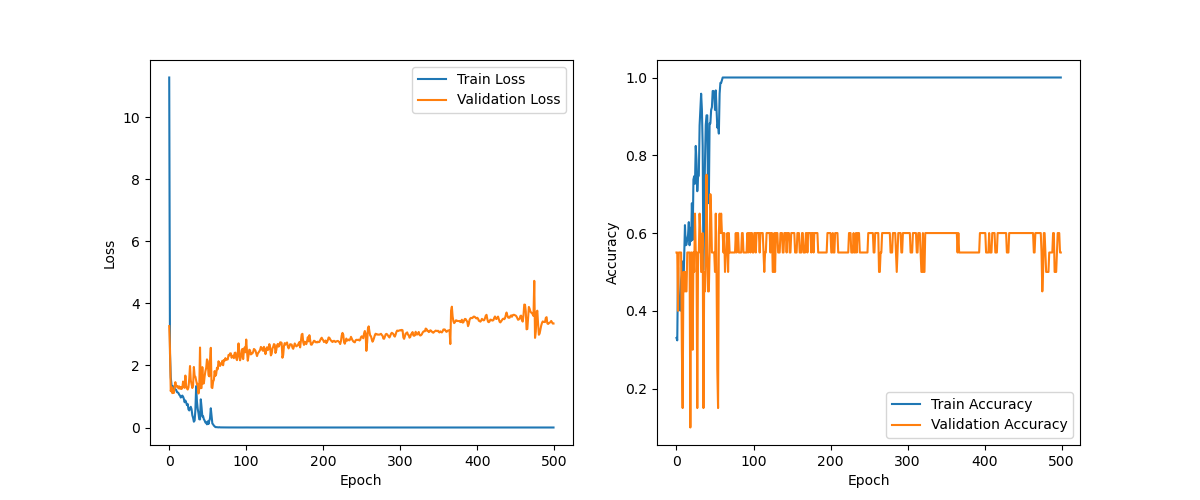 Train Loss
Validation Loss
10
8
6
4
2
0
Loss
0 100 200 300 400 500
Epoch
1.0
0.8
0.6
0.4
0.2
Accuracy
Train Accuracy
Validation Accuracy
0 100 200 300 400 500
Epoch